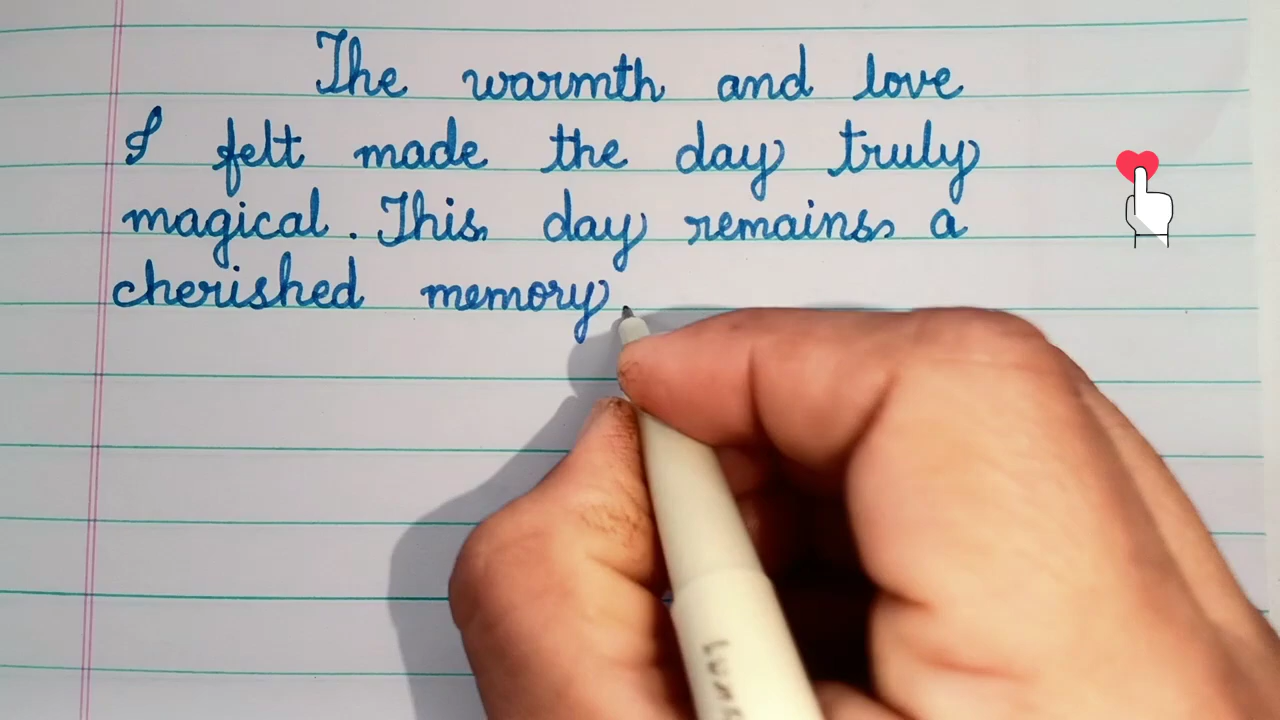 The warmth and love
I felt made the day truly
magical. This day remains a
cherished memory